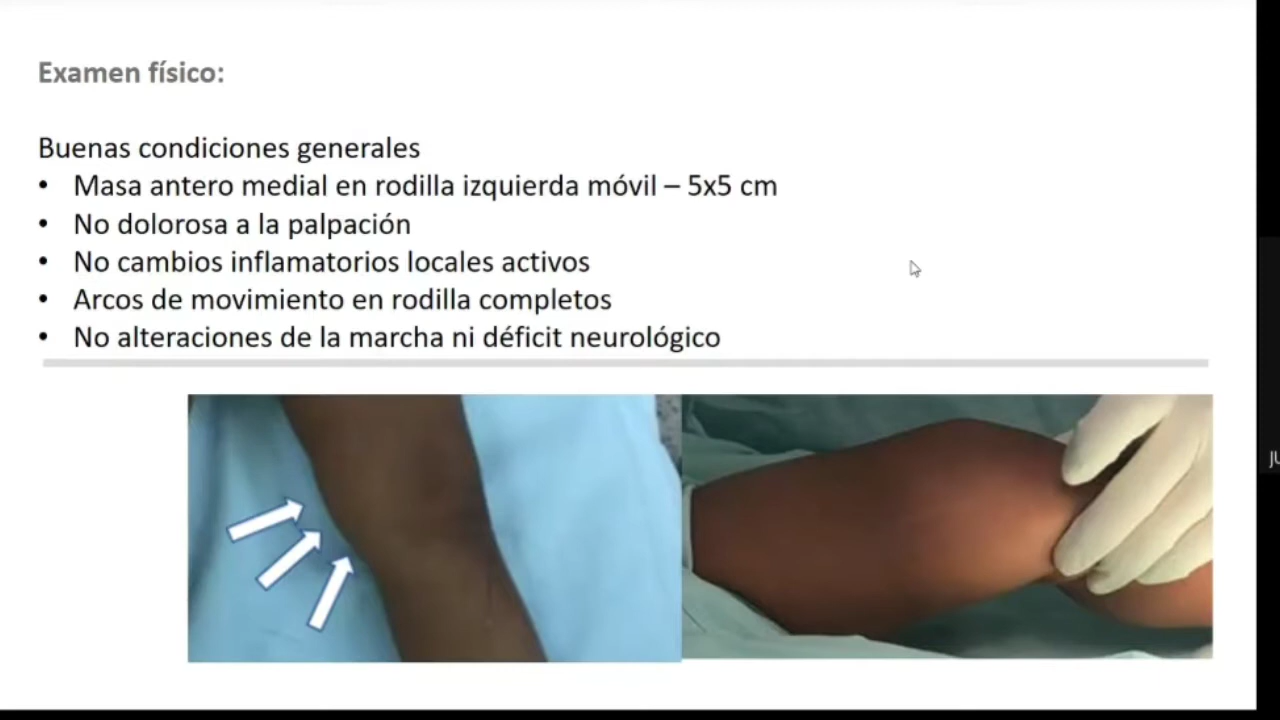 Examen físico:
Buenas condiciones generales
• Masa antero medial en rodilla izquierda móvil – 5x5 cm
• No dolorosa a la palpación
• No cambios inflamatorios locales activos
• Arcos de movimiento en rodilla completos
• No alteraciones de la marcha ni déficit neurológico